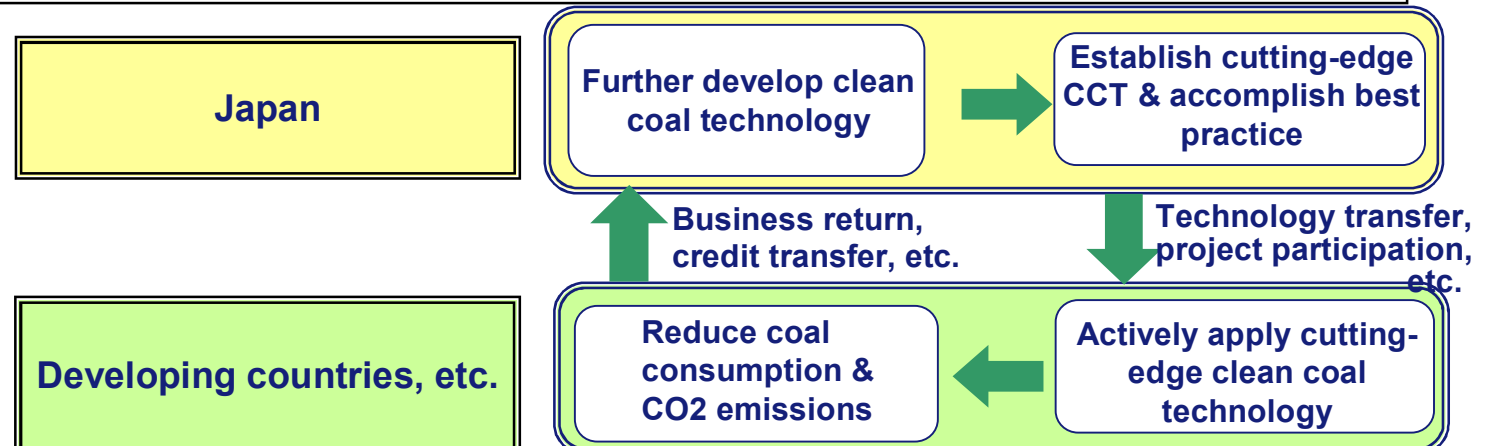 Japan
Further develop clean
coal technology
Establish cutting-edge
CCT & accomplish best
practice
Business return,
credit transfer, etc.
Technology transfer,
project participation,
etc.
Developing countries, etc.
Reduce coal
consumption &
CO2 emissions
Actively apply cutting-
edge clean coal
technology